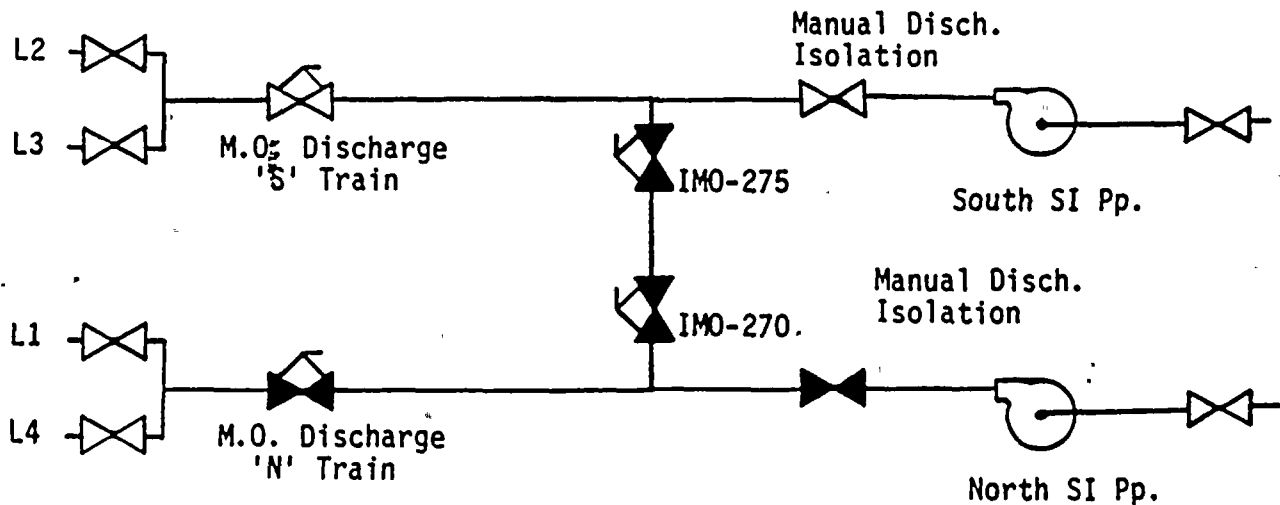 L2
L3
M.O. Discharge
'S' Train
Manual Disch.
Isolation
IMO-275
South SI Pp.
L1
L4
M.O. Discharge
'N' Train
IMO-270.
Manual Disch.
Isolation
North SI Pp.